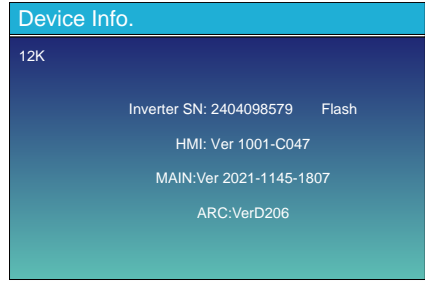 Device Info.
12K
Inverter SN: 2404098579 Flash
HMI: Ver 1001-C047
MAIN:Ver 2021-1145-1807
ARC:VerD206